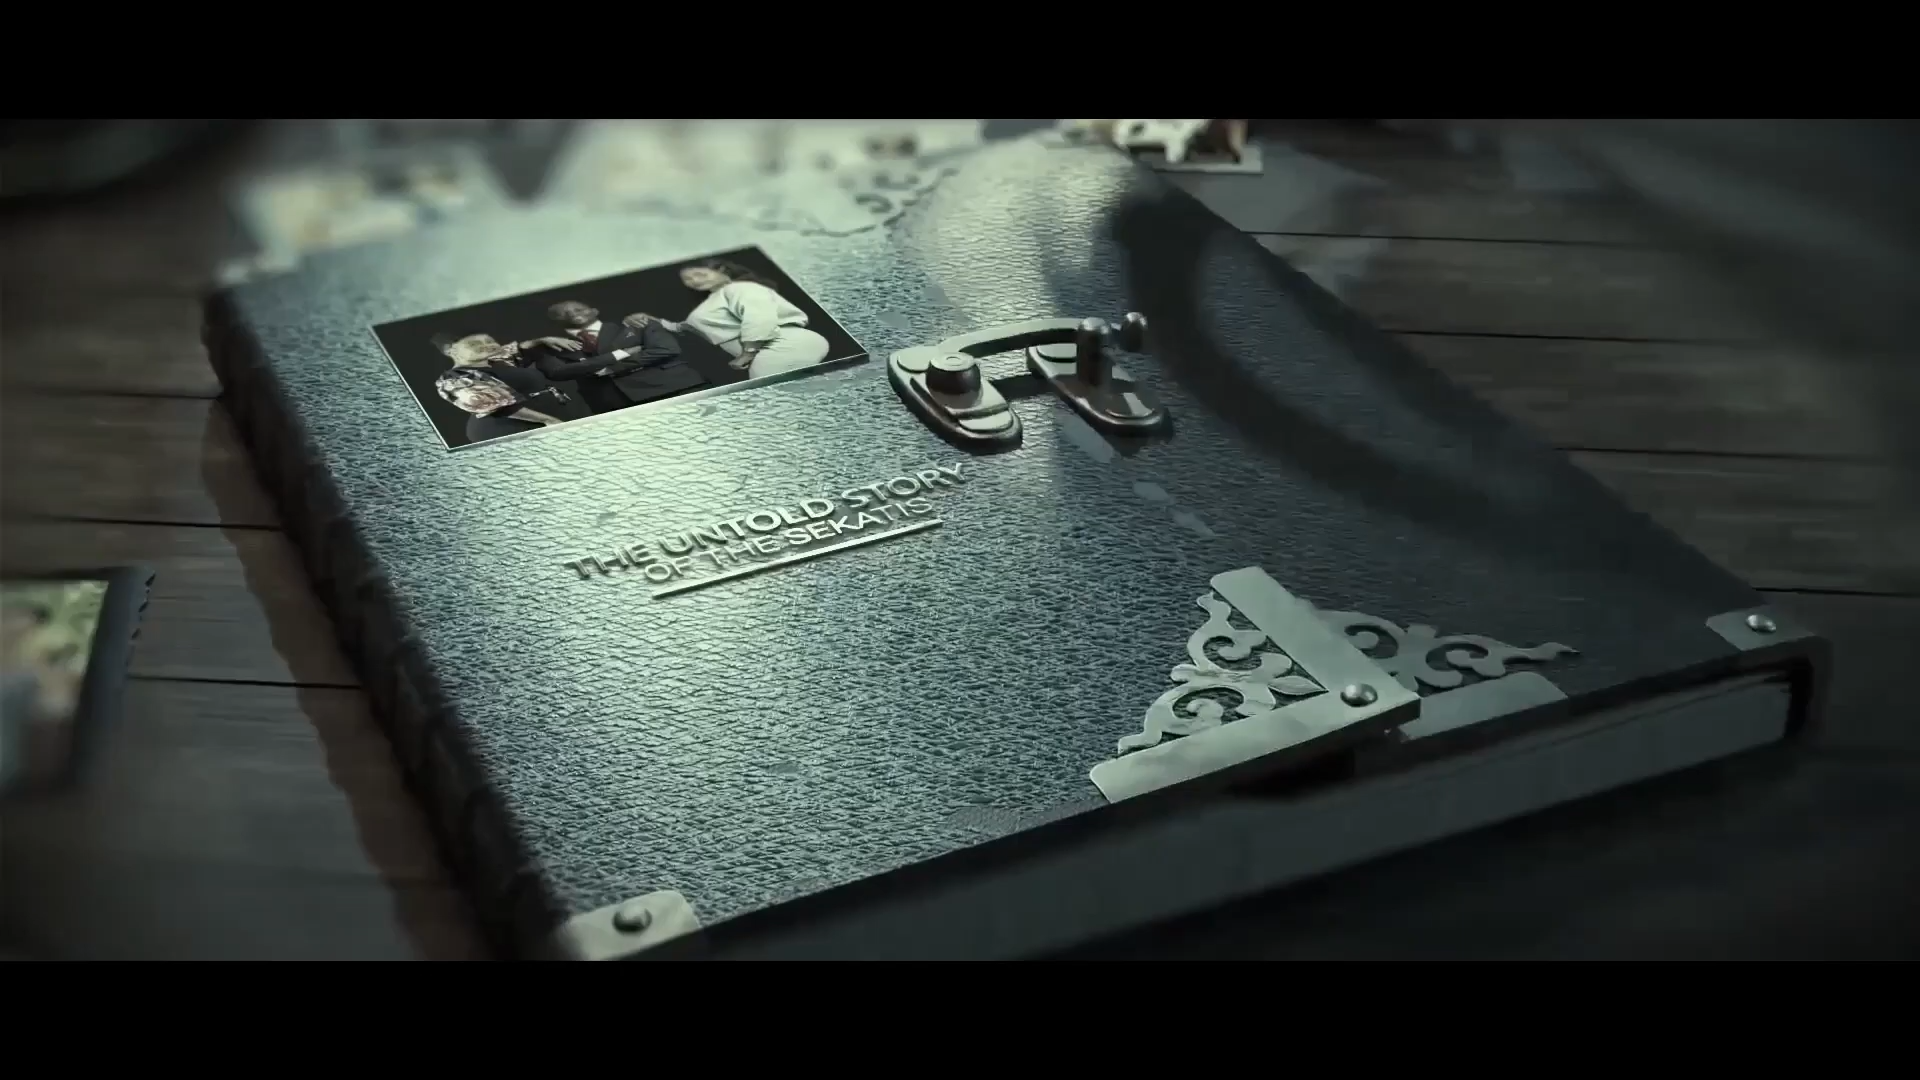 THE UNTOLD STORY
OF THE SEKATIS